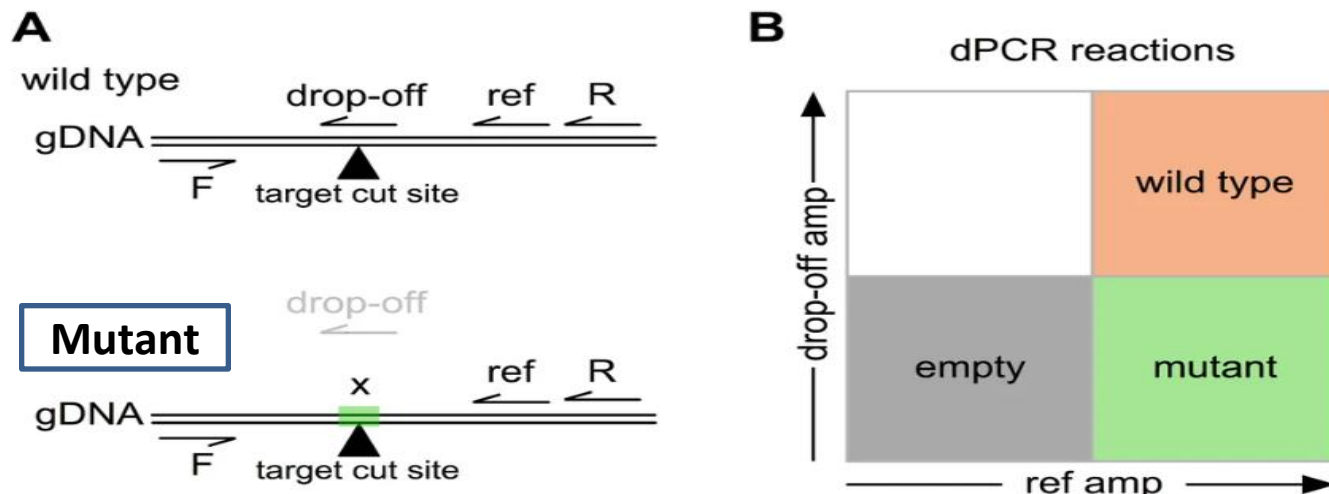 A
wild type
drop-off
ref
R
gDNA
F
target cut site
drop-off
Mutant
x
ref
R
gDNA
F
target cut site
B
dPCR reactions
drop-off amp
wild type
empty
mutant
ref amp